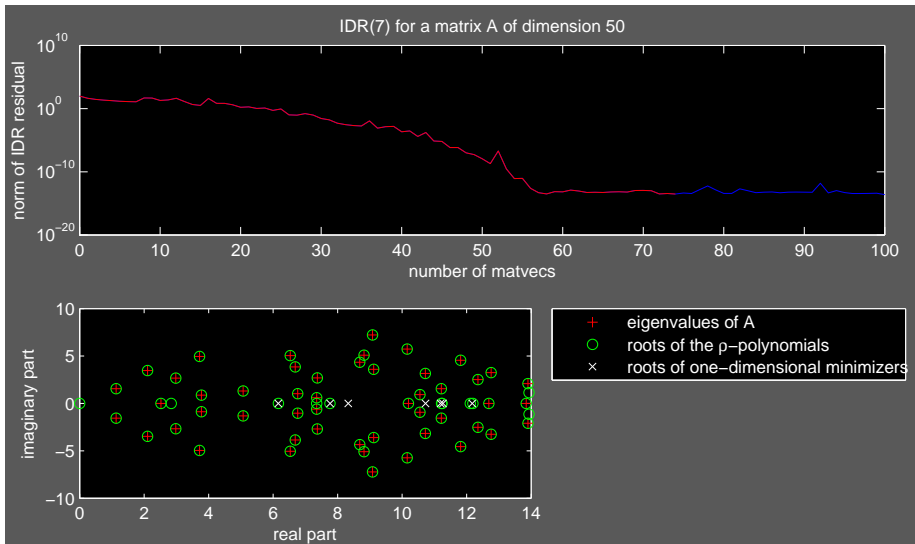 IDR(7) for a matrix A of dimension 50
norm of IDR residual
10^10
10^0
10^−10
10^−20
0 10 20 30 40 50 60 70 80 90 100
number of matvecs
imaginary part
10
5
0
−5
−10
0 2 4 6 8 10 12 14
real part
eigenvalues of A
roots of the ρ−polynomials
roots of one−dimensional minimizers